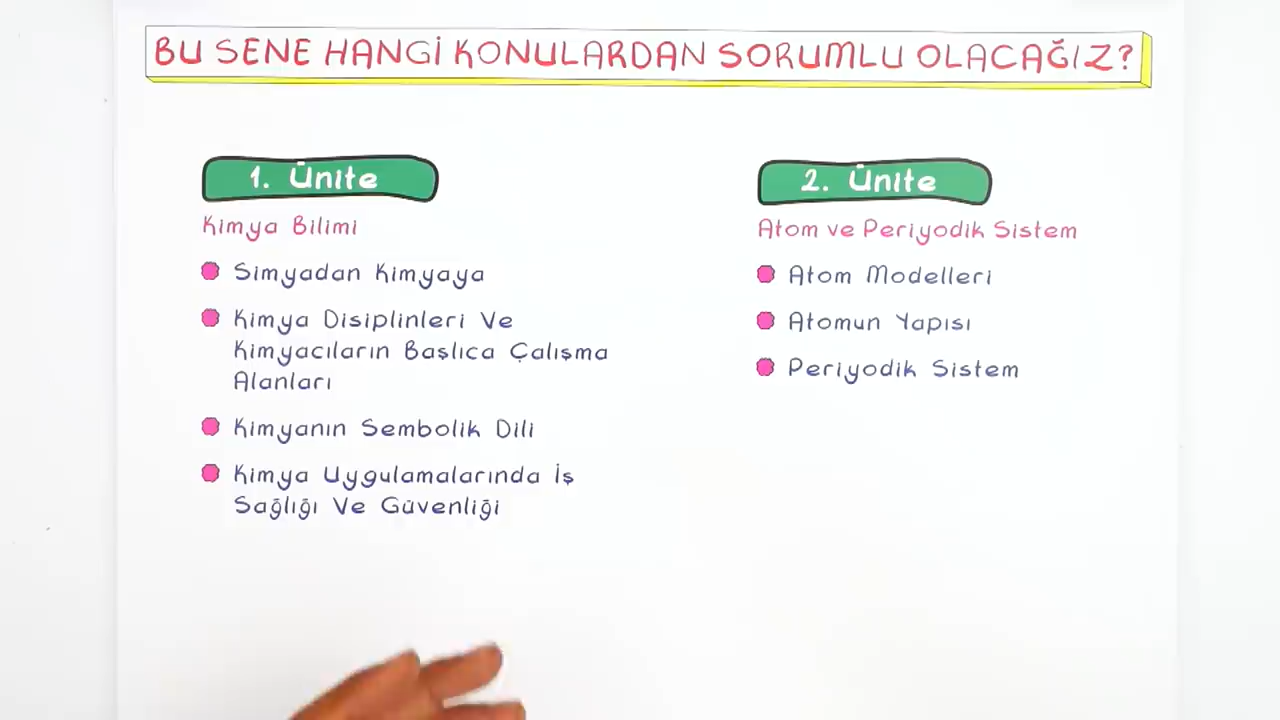 BU SENE HANGİ KONULARDAN SORUMLU OLACAĞIZ?
1. Ünite
Kimya Bilimi
Simyadan Kimyaya
Kimya Disiplinleri Ve
Kimyacıların Başlıca Çalışma
Alanları
Kimyanın Sembolik Dili
Kimya Uygulamalarında İş
Sağlığı Ve Güvenliği
2. Ünite
Atom ve Periyodik Sistem
Atom Modelleri
Atomun Yapısı
Periyodik Sistem